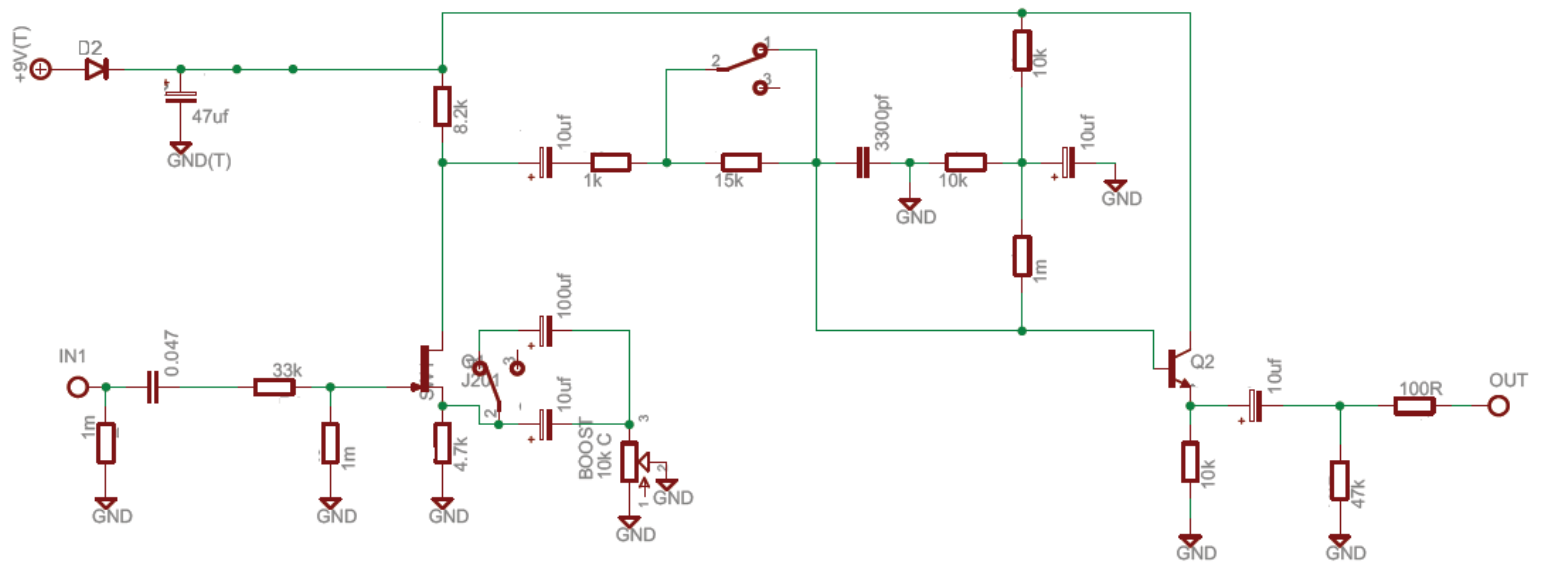 +9V(T)
D2
47uf
GND(T)
8.2k
10uf
1k
2
1
3
15k
3300pf
GND
10k
10k
10uf
GND
1m
IN1
1m
GND
0.047
33k
1m
GND
J201
4.7k
GND
3
2
100uf
10uf
BOOST
10k C
3
2
1
GND
GND
Q2
10k
GND
10uf
47k
GND
100R
OUT